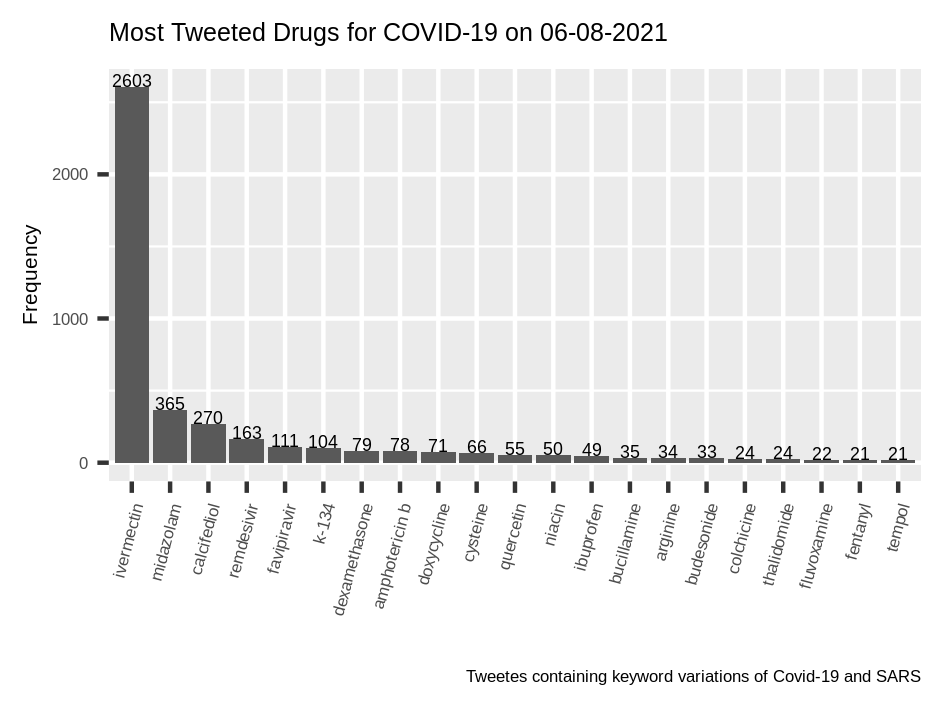 Most Tweeted Drugs for COVID-19 on 06-08-2021
Frequency
2000
1000
0
2603
365
270
163
111
104
79
78
71
66
55
50
49
35
34
33
24
24
22
21
21
ivermectin
midazolam
calcifediol
remdesivir
favipiravir
k-134
dexamethasone
amphotericin b
doxycycline
cysteine
quercetin
niacin
ibuprofen
bucillamine
arginine
budesonide
colchicine
thalidomide
fluvoxamine
fentanyl
tempol
Tweetes containing keyword variations of Covid-19 and SARS